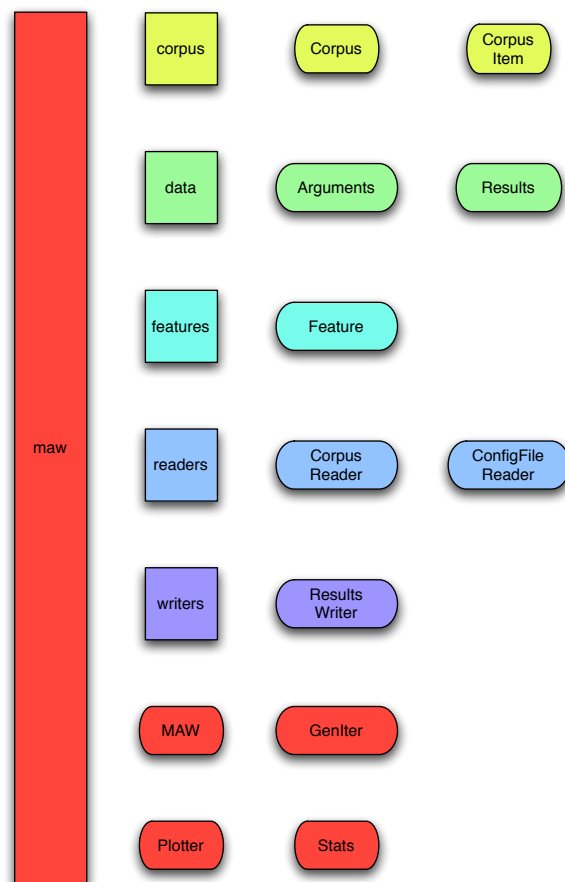 corpus
Corpus
Corpus
Item
data
Arguments
Results
features
Feature
maw
readers
Corpus
Reader
ConfigFile
Reader
writers
Results
Writer
MAW
GenIter
Plotter
Stats